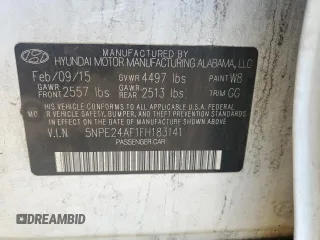 MANUFACTURED BY
HYUNDAI MOTOR MANUFACTURING ALABAMA, LLC
Feb/09/15 GVWR 4497 lbs PAINT W8
GAWR FRONT 2557 lbs GAWR REAR 2513 lbs TRIM GG
THIS VEHICLE CONFORMS TO ALL APPLICABLE
FEDERAL MOTOR VEHICLE SAFETY, BUMPER,
AND THEFT PREVENTION STANDARDS IN EFFECT
ON THE DATE OF MANUFACTURE SHOWN ABOVE.
V.I.N 5NPE24AF1FH183141
PASSENGER CAR
© CARFAST EXPRESS